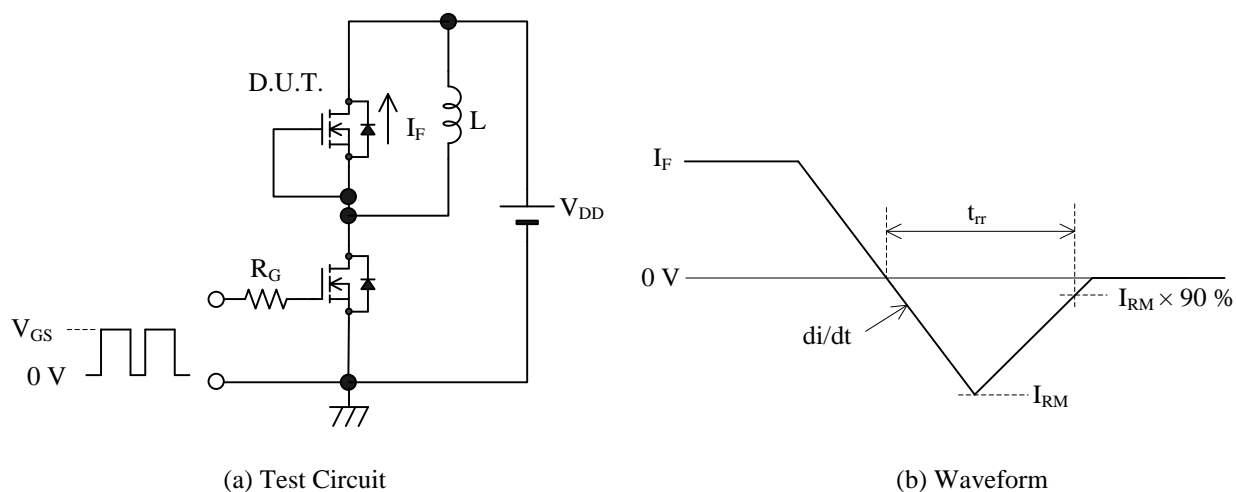 D.U.T.
I_F
L
V_DD
R_G
V_GS
0 V
(a) Test Circuit
I_F
t_rr
0 V
I_RM × 90 %
di/dt
I_RM
(b) Waveform